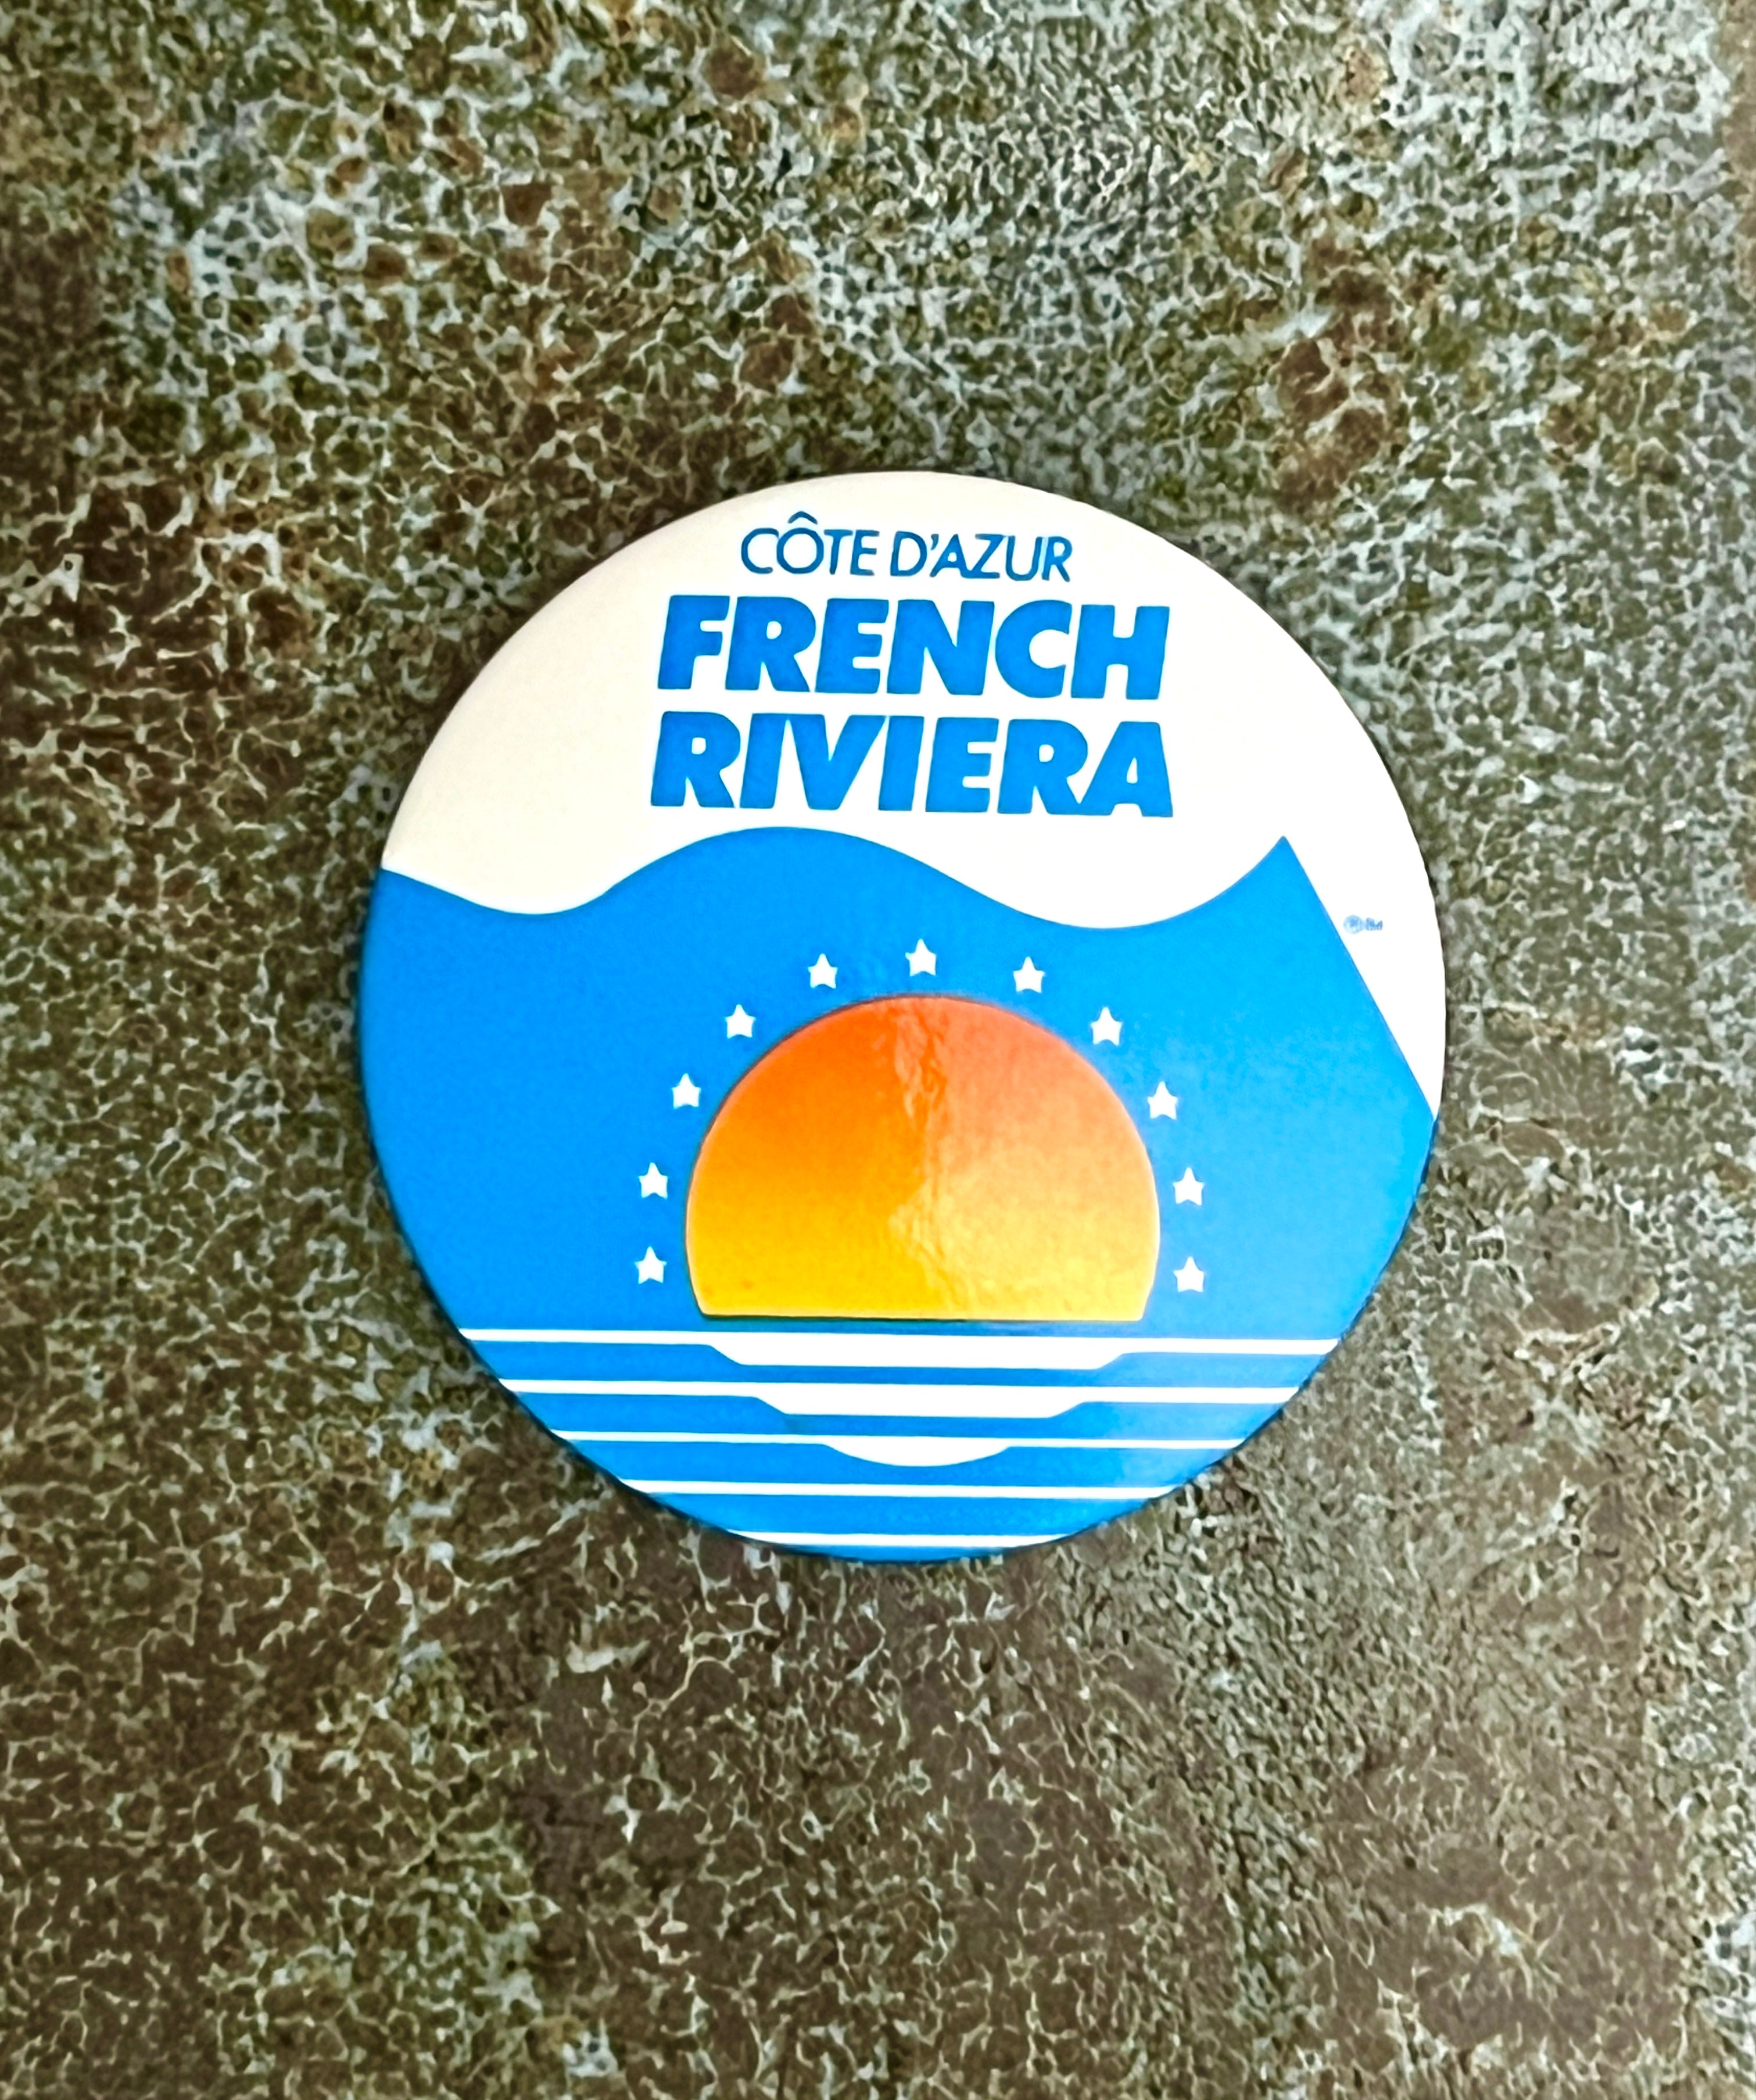 CÔTE D'AZUR
FRENCH
RIVIERA